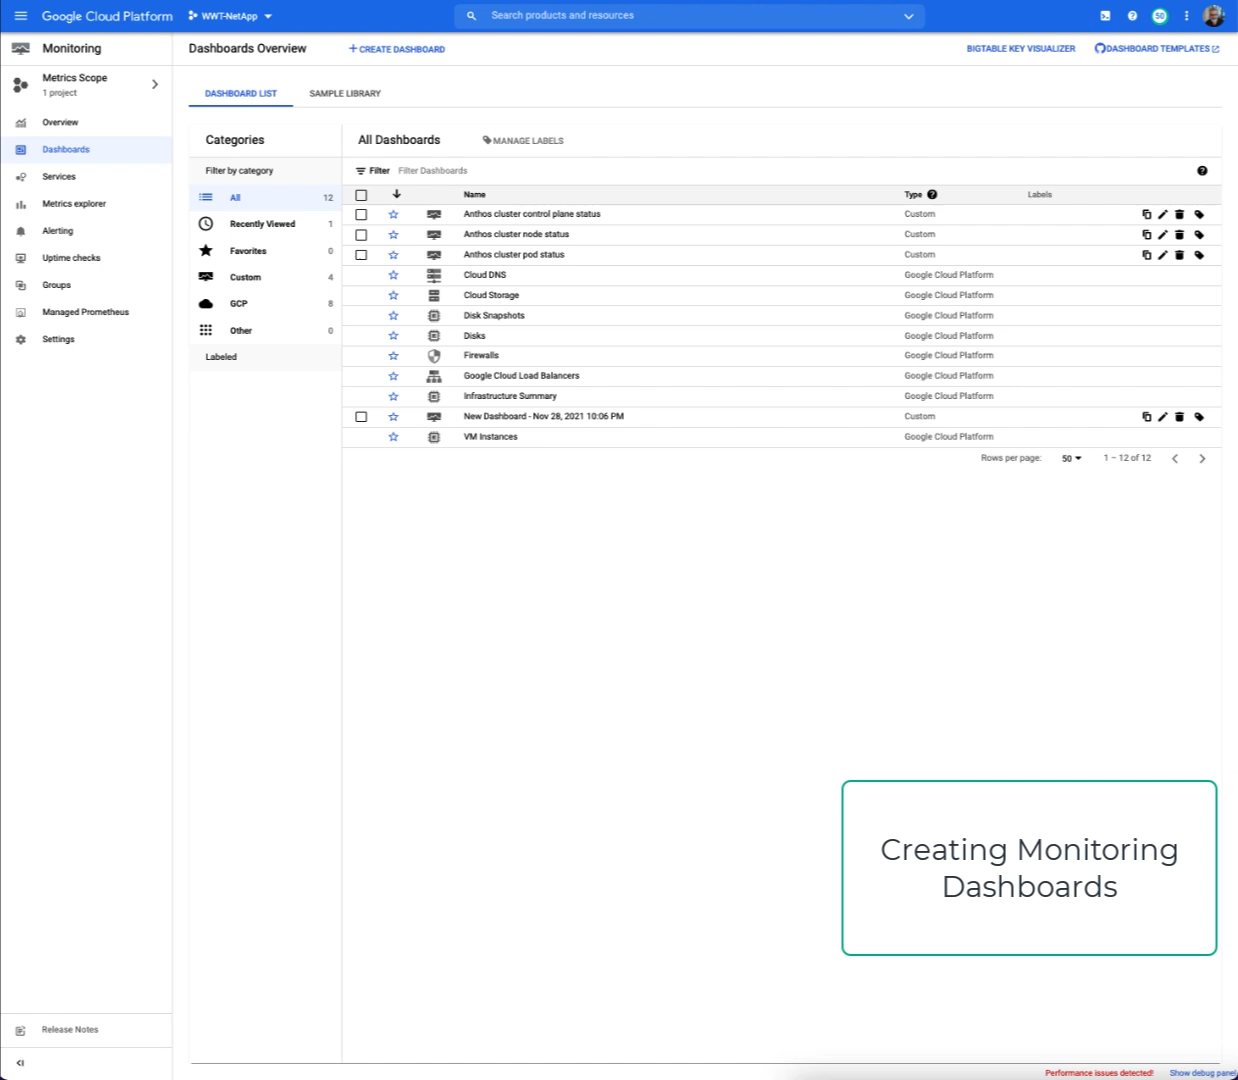 Google Cloud Platform
WWT-NetApp
Search products and resources
50
Monitoring
Dashboards Overview
CREATE DASHBOARD
BIGTABLE KEY VISUALIZER
DASHBOARD TEMPLATES
Metrics Scope
1 project
DASHBOARD LIST
SAMPLE LIBRARY
Overview
Dashboards
Services
Metrics explorer
Alerting
Uptime checks
Groups
Managed Prometheus
Settings
Categories
Filter by category
All 12
Recently Viewed 1
Favorites 0
Custom 4
GCP 8
Other 0
Labeled
All Dashboards
MANAGE LABELS
Filter Filter Dashboards
Name Type Labels
Anthos cluster control plane status Custom
Anthos cluster node status Custom
Anthos cluster pod status Custom
Cloud DNS Google Cloud Platform
Cloud Storage Google Cloud Platform
Disk Snapshots Google Cloud Platform
Disks Google Cloud Platform
Firewalls Google Cloud Platform
Google Cloud Load Balancers Google Cloud Platform
Infrastructure Summary Google Cloud Platform
New Dashboard - Nov 28, 2021 10:06 PM Custom
VM Instances Google Cloud Platform
Rows per page: 50 1 – 12 of 12
Creating Monitoring
Dashboards
Release Notes
Performance issues detected! Show debug panel